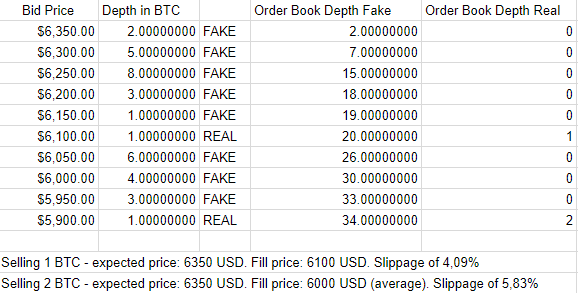 Bid Price Depth in BTC Order Book Depth Fake Order Book Depth Real
$6,350.00 2.00000000 FAKE 2.00000000 0
$6,300.00 5.00000000 FAKE 7.00000000 0
$6,250.00 8.00000000 FAKE 15.00000000 0
$6,200.00 3.00000000 FAKE 18.00000000 0
$6,150.00 1.00000000 FAKE 19.00000000 0
$6,100.00 1.00000000 REAL 20.00000000 1
$6,050.00 6.00000000 FAKE 26.00000000 0
$6,000.00 4.00000000 FAKE 30.00000000 0
$5,950.00 3.00000000 FAKE 33.00000000 0
$5,900.00 1.00000000 REAL 34.00000000 2
Selling 1 BTC - expected price: 6350 USD. Fill price: 6100 USD. Slippage of 4,09%
Selling 2 BTC - expected price: 6350 USD. Fill price: 6000 USD (average). Slippage of 5,83%